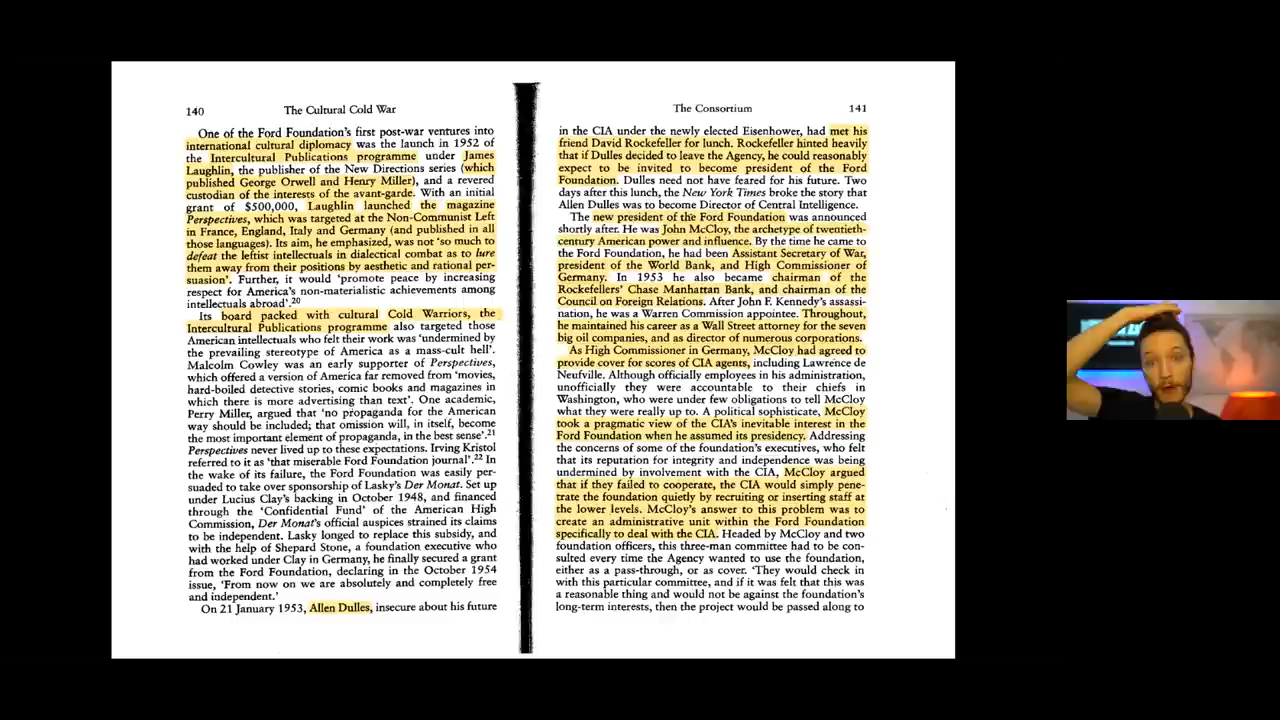 140 The Cultural Cold War
One of the Ford Foundation's first post-war ventures into
international cultural diplomacy was the launch in 1952 of
the Intercultural Publications programme under James
Laughlin, the publisher of the New Directions series (which
published George Orwell and Henry Miller), and a revered
custodian of the interests of the avant-garde. With an initial
grant of $500,000, Laughlin launched the magazine
Perspectives, which was targeted at the Non-Communist Left
in France, England, Italy and Germany (and published in all
those languages). Its aim, he emphasized, was not 'so much to
defeat the leftist intellectuals in dialectical combat as to lure
them away from their positions by aesthetic and rational per-
suasion'. Further, it would 'promote peace by increasing
respect for America's non-materialistic achievements among
intellectuals abroad'.20
Its board packed with cultural Cold Warriors, the
Intercultural Publications programme also targeted those
American intellectuals who felt their work was 'undermined by
the prevailing stereotype of America as a mass-cult hell'.
Malcolm Cowley was an early supporter of Perspectives,
which offered a version of America far removed from 'movies,
hard-boiled detective stories, comic books and magazines in
which there is more advertising than text'. One academic,
Perry Miller, argued that 'no propaganda for the American
way should be included; that omission will, in itself, become
the most important element of propaganda, in the best sense'.21
Perspectives never lived up to these expectations. Irving Kristol
referred to it as 'that miserable Ford Foundation journal'.22 In
the wake of its failure, the Ford Foundation was easily per-
suaded to take over sponsorship of Lasky's Der Monat. Set up
under Lucius Clay's backing in October 1948, and financed
through the 'Confidential Fund' of the American High
Commission, Der Monat's official auspices strained its claims
to be independent. Lasky longed to replace this subsidy, and
with the help of Shepard Stone, a foundation executive who
had worked under Clay in Germany, he finally secured a grant
from the Ford Foundation, declaring in the October 1954
issue, 'From now on we are absolutely and completely free
and independent.'
On 21 January 1953, Allen Dulles, insecure about his future
The Consortium 141
in the CIA under the newly elected Eisenhower, had met his
friend David Rockefeller for lunch. Rockefeller hinted heavily
that if Dulles decided to leave the Agency, he could reasonably
expect to be invited to become president of the Ford
Foundation. Dulles need not have feared for his future. Two
days after this lunch, the New York Times broke the story that
Allen Dulles was to become Director of Central Intelligence.
The new president of the Ford Foundation was announced
shortly after. He was John McCloy, the archetype of twentieth-
century American power and influence. By the time he came to
the Ford Foundation, he had been Assistant Secretary of War,
president of the World Bank, and High Commissioner of
Germany. In 1953 he also became chairman of the
Rockefellers' Chase Manhattan Bank, and chairman of the
Council on Foreign Relations. After John F. Kennedy's assassi-
nation, he was a Warren Commission appointee. Throughout,
he maintained his career as a Wall Street attorney for the seven
big oil companies, and as director of numerous corporations.
As High Commissioner in Germany, McCloy had agreed to
provide cover for scores of CIA agents, including Lawrence de
Neufville. Although officially employees in his administration,
unofficially they were accountable to their chiefs in
Washington, who were under few obligations to tell McCloy
what they were really up to. A political sophisticate, McCloy
took a pragmatic view of the CIA's inevitable interest in the
Ford Foundation when he assumed its presidency. Addressing
the concerns of some of the foundation's executives, who felt
that its reputation for integrity and independence was being
undermined by involvement with the CIA, McCloy argued
that if they failed to cooperate, the CIA would simply pene-
trate the foundation quietly by recruiting or inserting staff at
the lower levels. McCloy's answer to this problem was to
create an administrative unit within the Ford Foundation
specifically to deal with the CIA. Headed by McCloy and two
foundation officers, this three-man committee had to be con-
sulted every time the Agency wanted to use the foundation,
either as a pass-through, or as cover. 'They would check in
with this particular committee, and if it was felt that this was
a reasonable thing and would not be against the foundation's
long-term interests, then the project would be passed along to